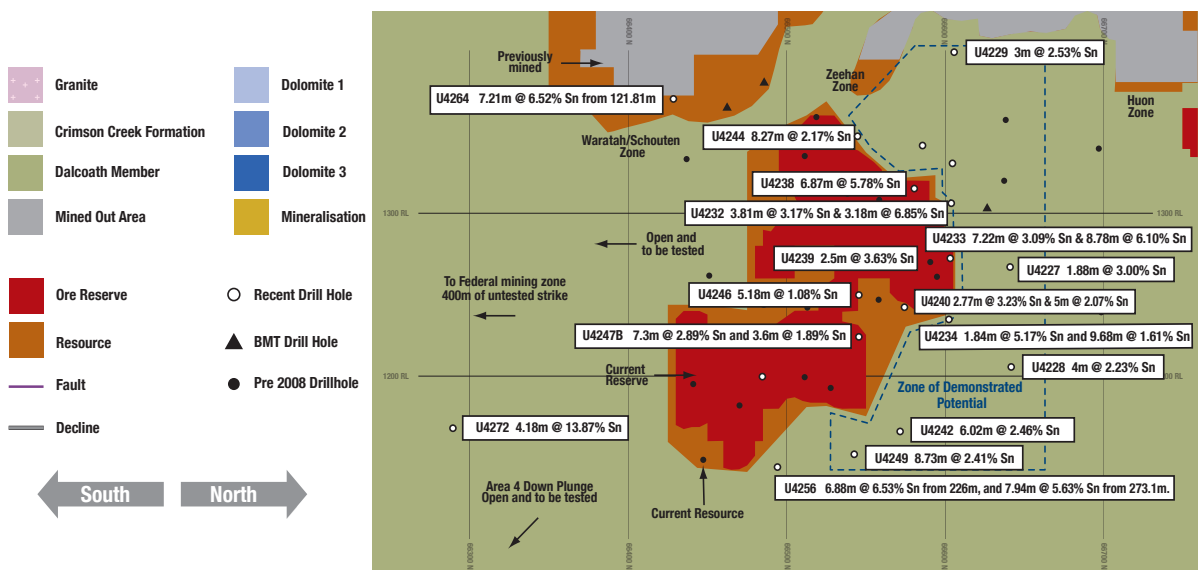 Granite
Crimson Creek Formation
Dalcoath Member
Mined Out Area
Dolomite 1
Dolomite 2
Dolomite 3
Mineralisation
Ore Reserve
Resource
Fault
Decline
Recent Drill Hole
BMT Drill Hole
Pre 2008 Drillhole
South
North
66400 N
66600 N
66700 N
Previously
mined
Zeehan
Zone
U4229 3m @ 2.53% Sn
U4264 7.21m @ 6.52% Sn from 121.81m
Huon
Zone
Waratah/Schouten
Zone
U4244 8.27m @ 2.17% Sn
U4238 6.87m @ 5.78% Sn
1300 RL
1300 RL
U4232 3.81m @ 3.17% Sn & 3.18m @ 6.85% Sn
U4233 7.22m @ 3.09% Sn & 8.78m @ 6.10% Sn
Open and
to be tested
U4239 2.5m @ 3.63% Sn
U4227 1.88m @ 3.00% Sn
To Federal mining zone
400m of untested strike
U4246 5.18m @ 1.08% Sn
U4240 2.77m @ 3.23% Sn & 5m @ 2.07% Sn
U4247B 7.3m @ 2.89% Sn and 3.6m @ 1.89% Sn
U4234 1.84m @ 5.17% Sn and 9.68m @ 1.61% Sn
Current
Reserve
U4228 4m @ 2.23% Sn
1200 RL
Zone of Demonstrated
Potential
U4272 4.18m @ 13.87% Sn
U4242 6.02m @ 2.46% Sn
U4249 8.73m @ 2.41% Sn
U4256 6.88m @ 6.53% Sn from 226m, and 7.94m @ 5.63% Sn from 273.1m.
Area 4 Down Plunge
Open and to be tested
Current Resource
66300 N
66400 N
66500 N
66600 N
66700 N